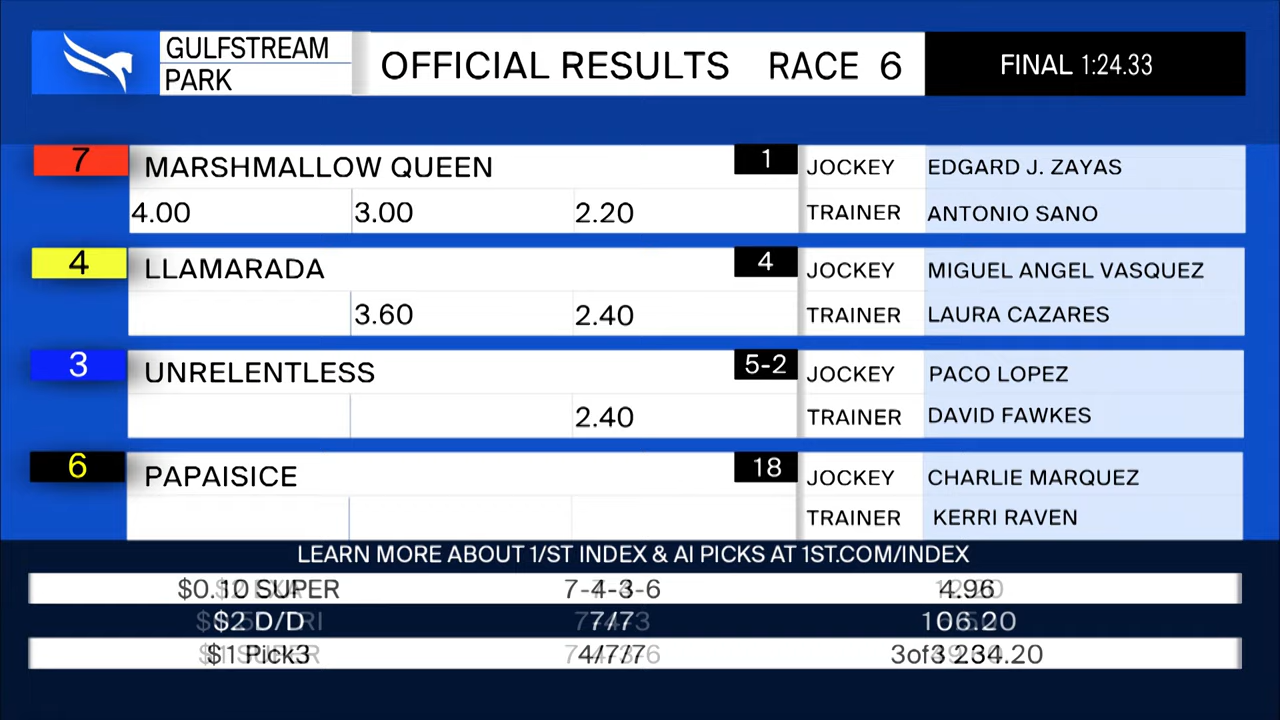 GULFSTREAM PARK
OFFICIAL RESULTS RACE 6
FINAL 1:24.33
7 MARSHMALLOW QUEEN 1 JOCKEY EDGARD J. ZAYAS
4.00 3.00 2.20 TRAINER ANTONIO SANO
4 LLAMARADA 4 JOCKEY MIGUEL ANGEL VASQUEZ
3.60 2.40 TRAINER LAURA CAZARES
3 UNRELENTLESS 5-2 JOCKEY PACO LOPEZ
2.40 TRAINER DAVID FAWKES
6 PAPAISICE 18 JOCKEY CHARLIE MARQUEZ
TRAINER KERRI RAVEN
LEARN MORE ABOUT 1/ST INDEX & AI PICKS AT 1ST.COM/INDEX
$0.10 SUPER 7-4-3-6 4.96
$2 D/D 7/7 106.20
$1 Pick3 4/7/7 3of3 234.20